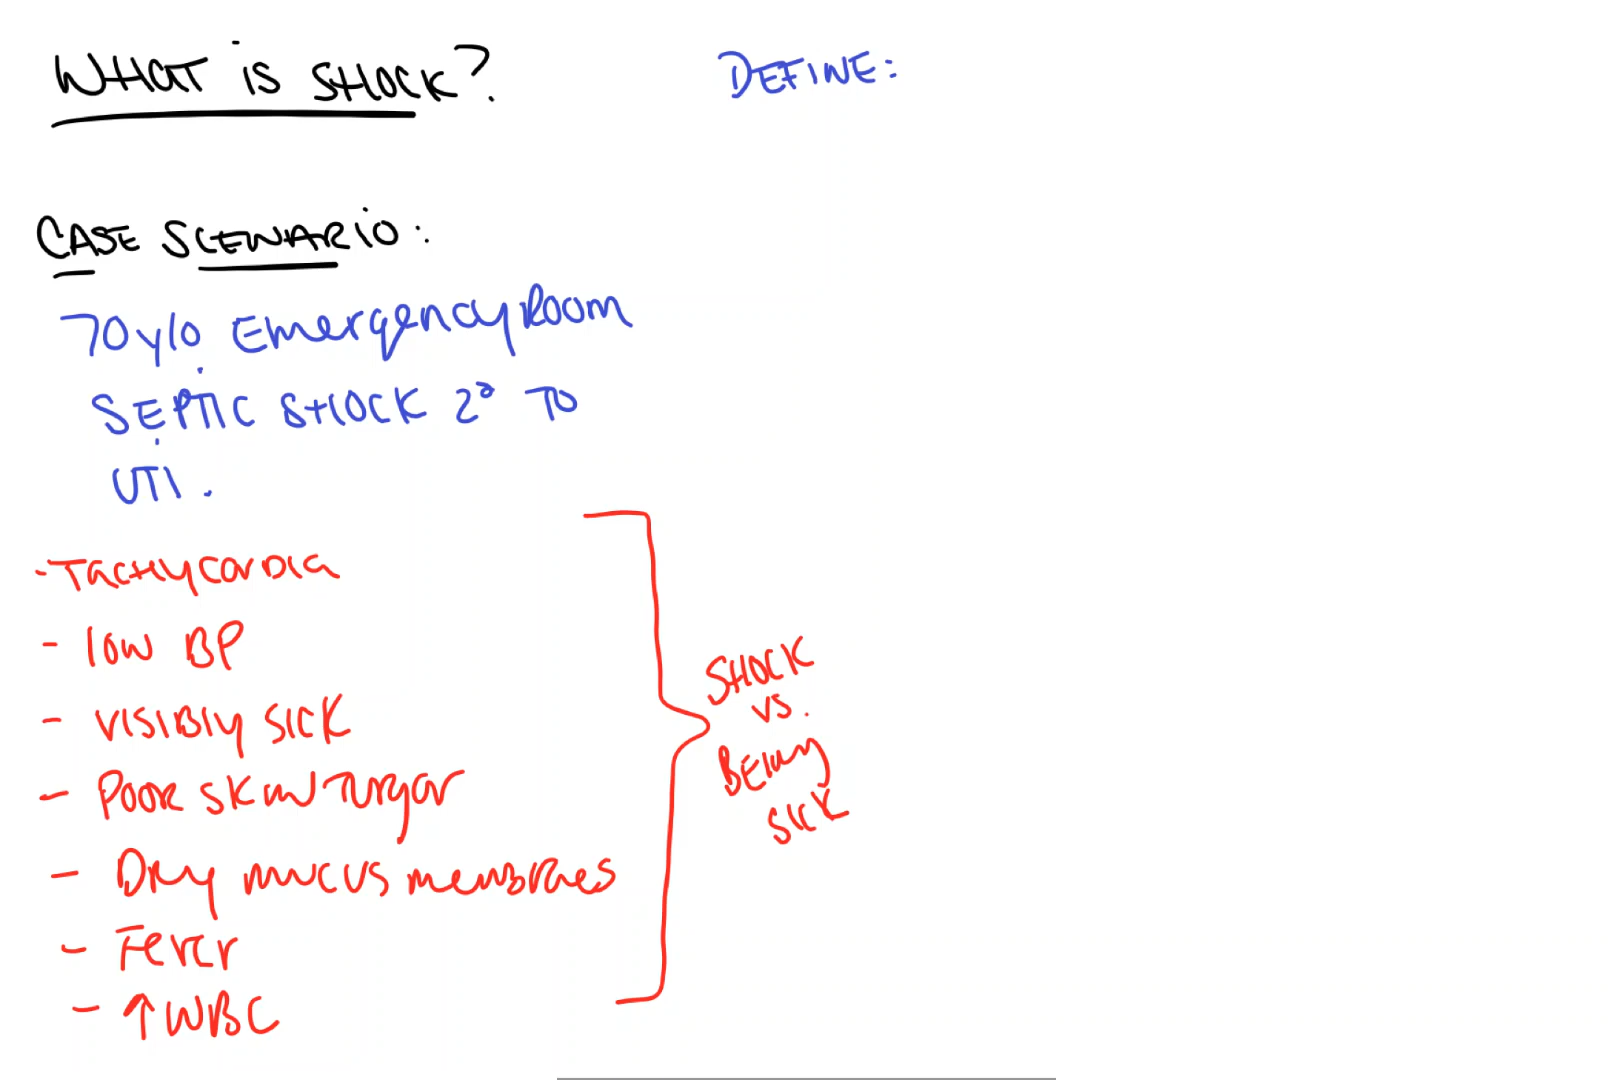 WHAT iS SHOCK?
DEFINE:
CASE SCENARIO:
70 y/o Emergency Room
SEPTIC SHOCK 2° TO
UTI.
- TacHycarDia
- low BP
- VISIBly SICK
- Poor skin Turgor
- Dry mucus memBranes
- Fever
- ↑WBC
SHOCK
VS.
BEING
SICK